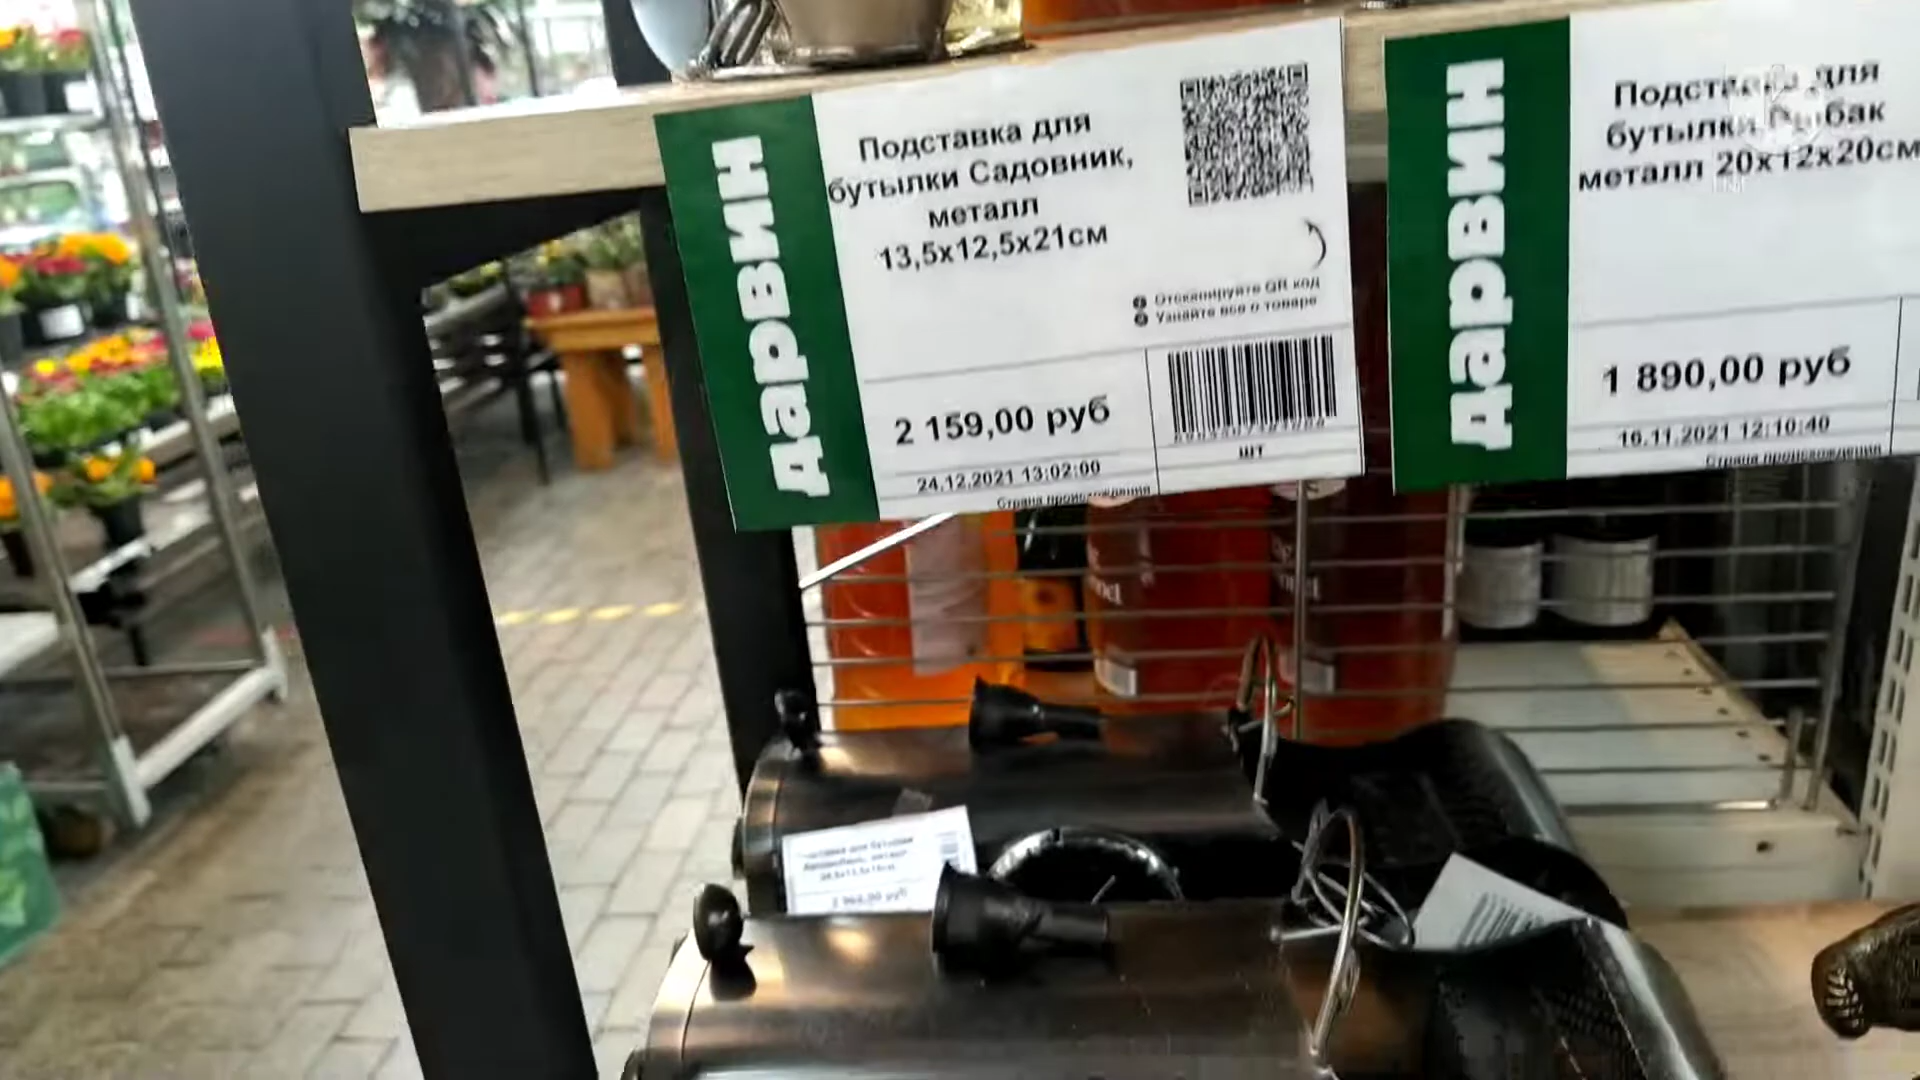 дарвин
Подставка для
бутылки Садовник,
металл
13,5х12,5х21см
Отсканируйте QR код
Узнайте все о товаре
2 159,00 руб
шт
24.12.2021 13:02:00
Страна происхождения
дарвин
Подставка для
бутылки Рыбак
металл 20х12х20см
1 890,00 руб
16.11.2021 12:10:40
Страна происхождения